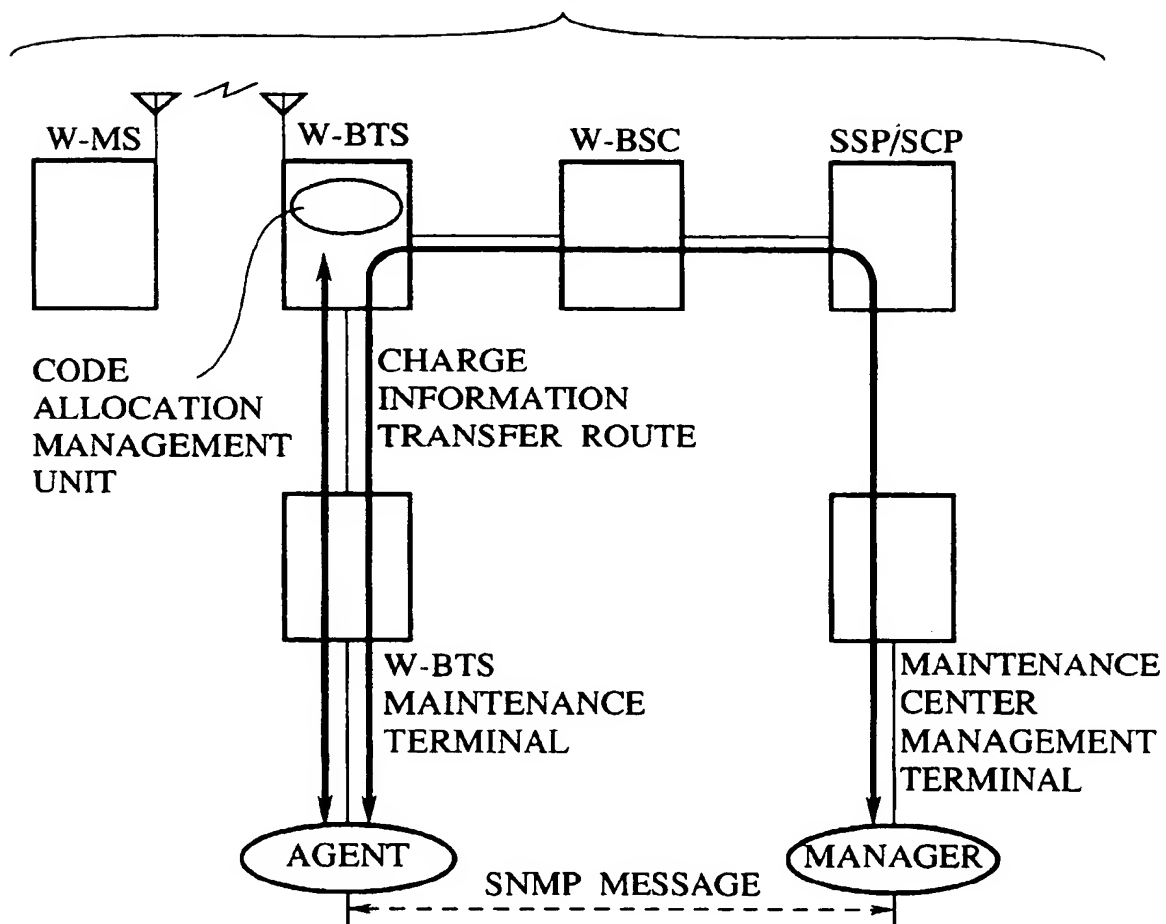 W-MS
W-BTS
W-BSC
SSP/SCP
CODE
ALLOCATION
MANAGEMENT
UNIT
CHARGE
INFORMATION
TRANSFER ROUTE
W-BTS
MAINTENANCE
TERMINAL
MAINTENANCE
CENTER
MANAGEMENT
TERMINAL
AGENT
MANAGER
SNMP MESSAGE